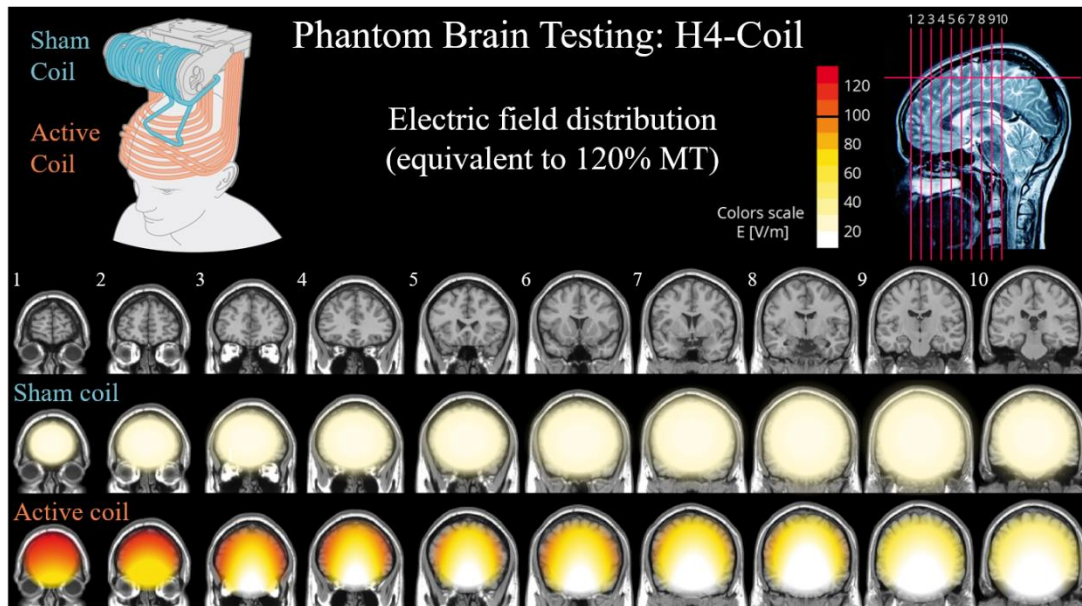 Sham
Coil
Active
Coil
Phantom Brain Testing: H4-Coil
Electric field distribution
(equivalent to 120% MT)
120
100
80
60
40
20
Colors scale
E [V/m]
1 2 3 4 5 6 7 8 9 10
1 2 3 4 5 6 7 8 9 10
Sham coil
Active coil